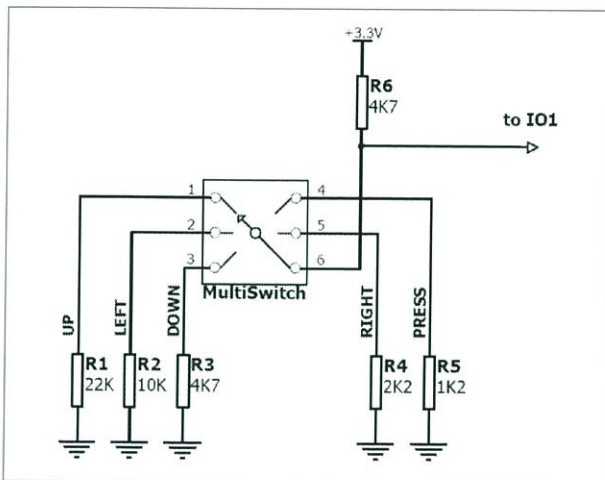 +3.3V
R6
4K7
to IO1
1
4
2
5
3
6
MultiSwitch
UP
LEFT
DOWN
RIGHT
PRESS
R1
22K
R2
10K
R3
4K7
R4
2K2
R5
1K2